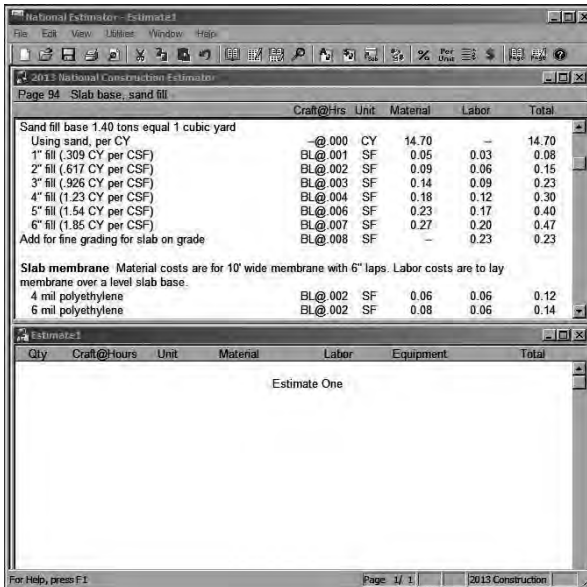 National Estimator - Estimate1
File Edit View Utilities Window Help
2013 National Construction Estimator
Page 94 Slab base, sand fill
Craft@Hrs Unit Material Labor Total
Sand fill base 1.40 tons equal 1 cubic yard
Using sand, per CY –@.000 CY 14.70 – 14.70
1" fill (.309 CY per CSF) BL@.001 SF 0.05 0.03 0.08
2" fill (.617 CY per CSF) BL@.002 SF 0.09 0.06 0.15
3" fill (.926 CY per CSF) BL@.003 SF 0.14 0.09 0.23
4" fill (1.23 CY per CSF) BL@.004 SF 0.18 0.12 0.30
5" fill (1.54 CY per CSF) BL@.006 SF 0.23 0.17 0.40
6" fill (1.85 CY per CSF) BL@.007 SF 0.27 0.20 0.47
Add for fine grading for slab on grade BL@.008 SF – 0.23 0.23
Slab membrane Material costs are for 10' wide membrane with 6" laps. Labor costs are to lay
membrane over a level slab base.
4 mil polyethylene BL@.002 SF 0.06 0.06 0.12
6 mil polyethylene BL@.002 SF 0.08 0.06 0.14
Estimate1
Qty Craft@Hours Unit Material Labor Equipment Total
Estimate One
For Help, press F1 Page 1/ 1 2013 Construction